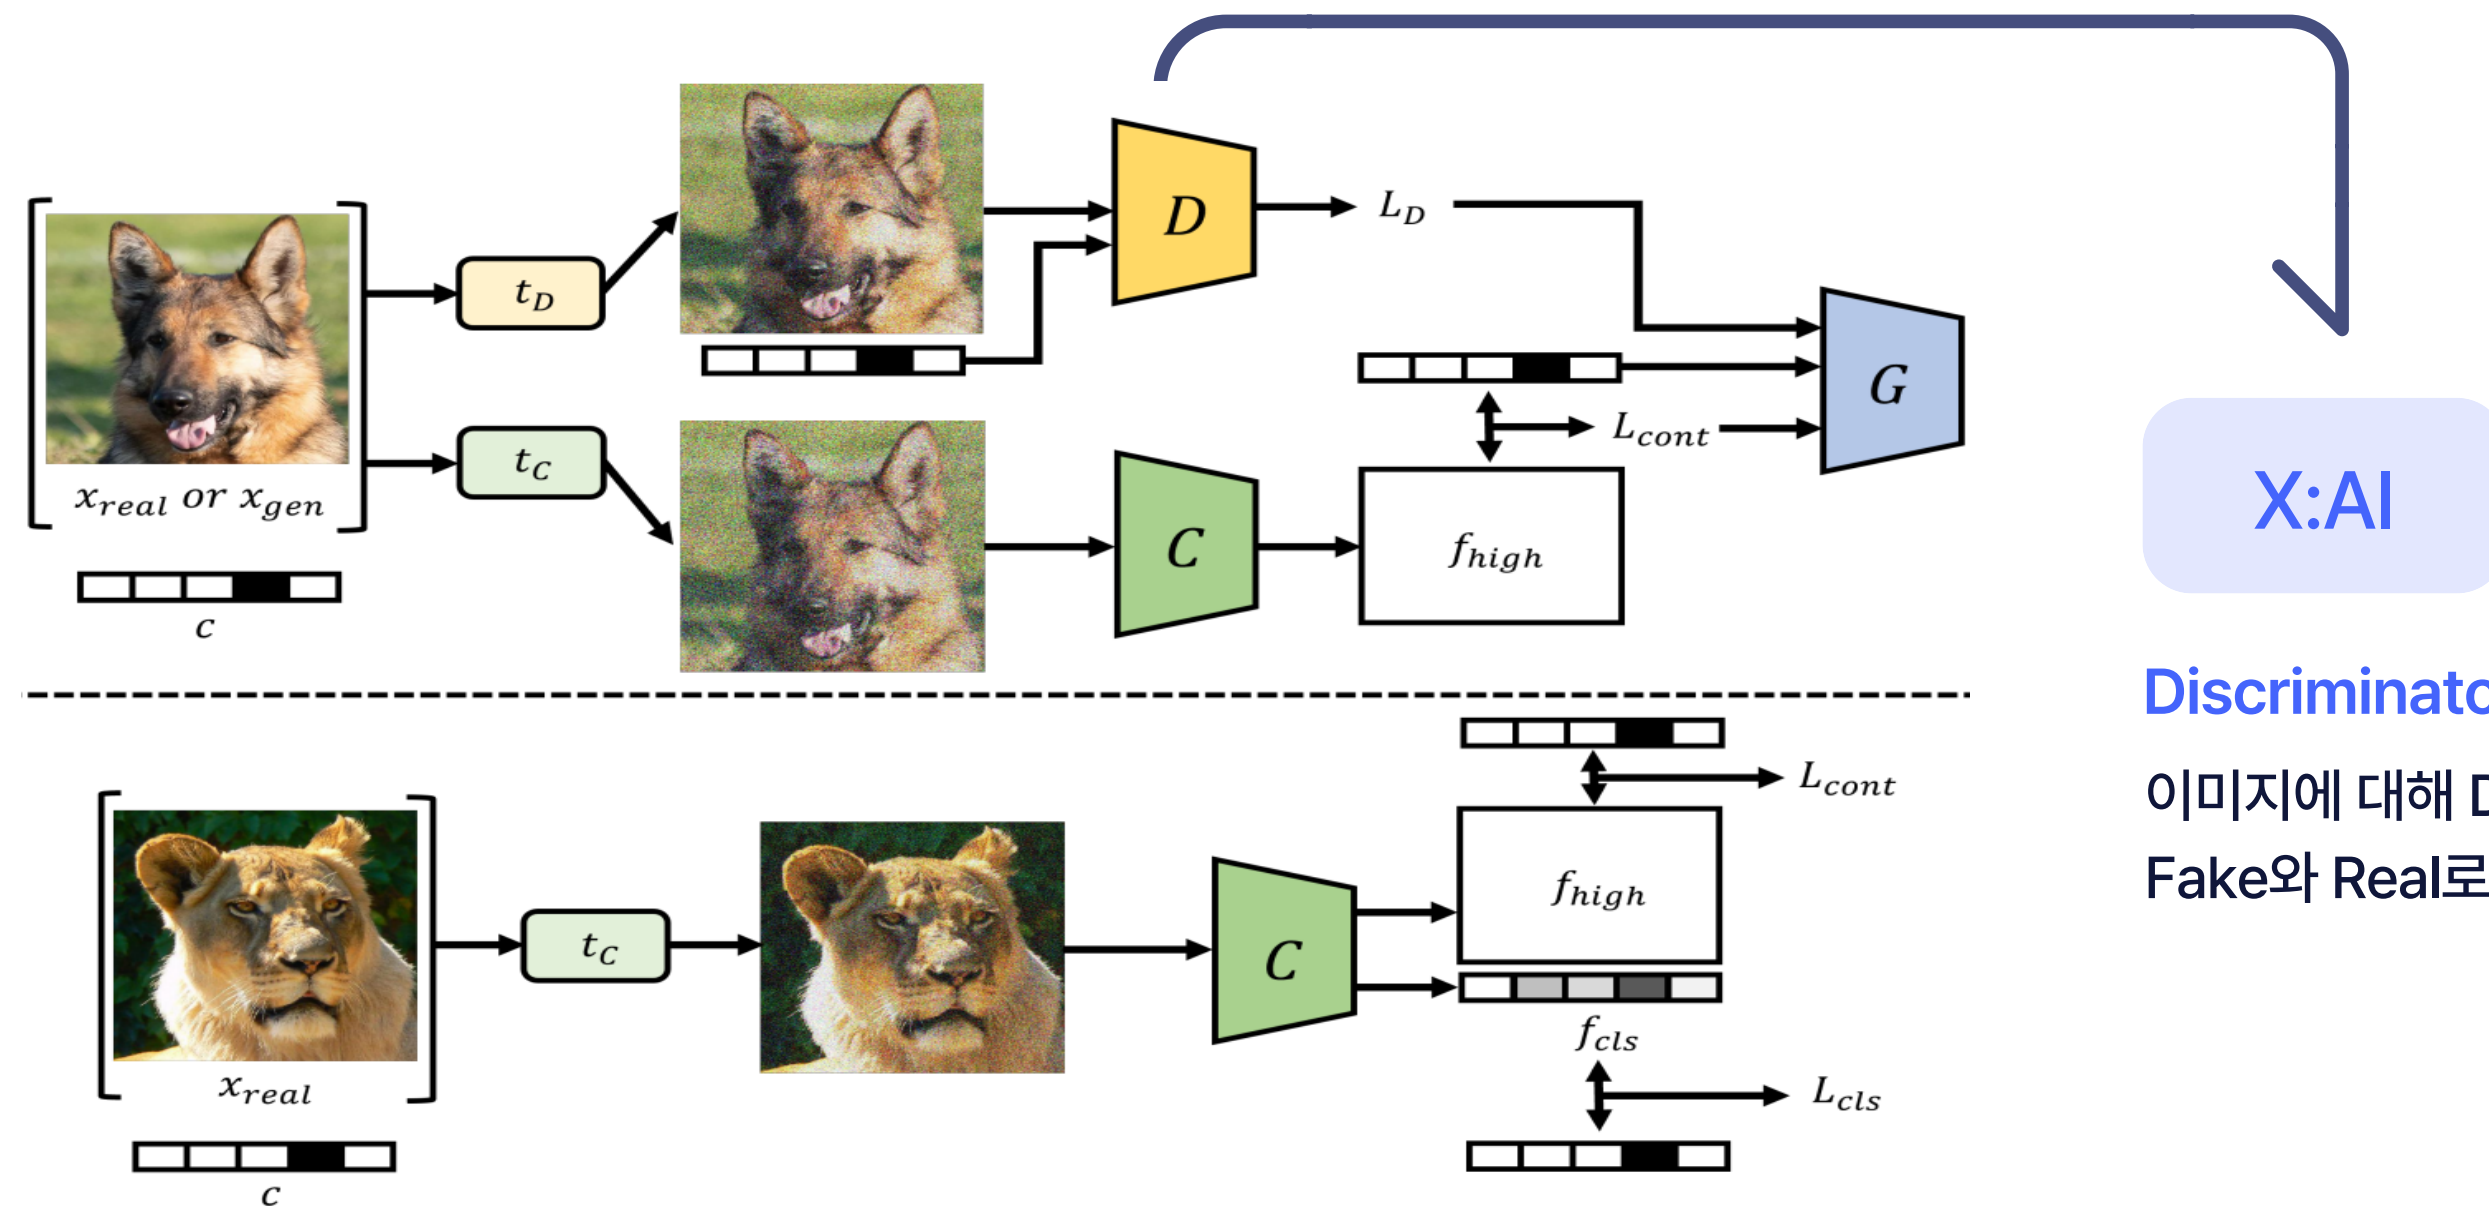 D
L_D
t_D
x_real or x_gen
G
t_C
L_cont
C
f_high
c
X:AI
Discriminato
이미지에 대해
Fake와 Real로
L_cont
f_high
t_C
C
f_cls
x_real
L_cls
c